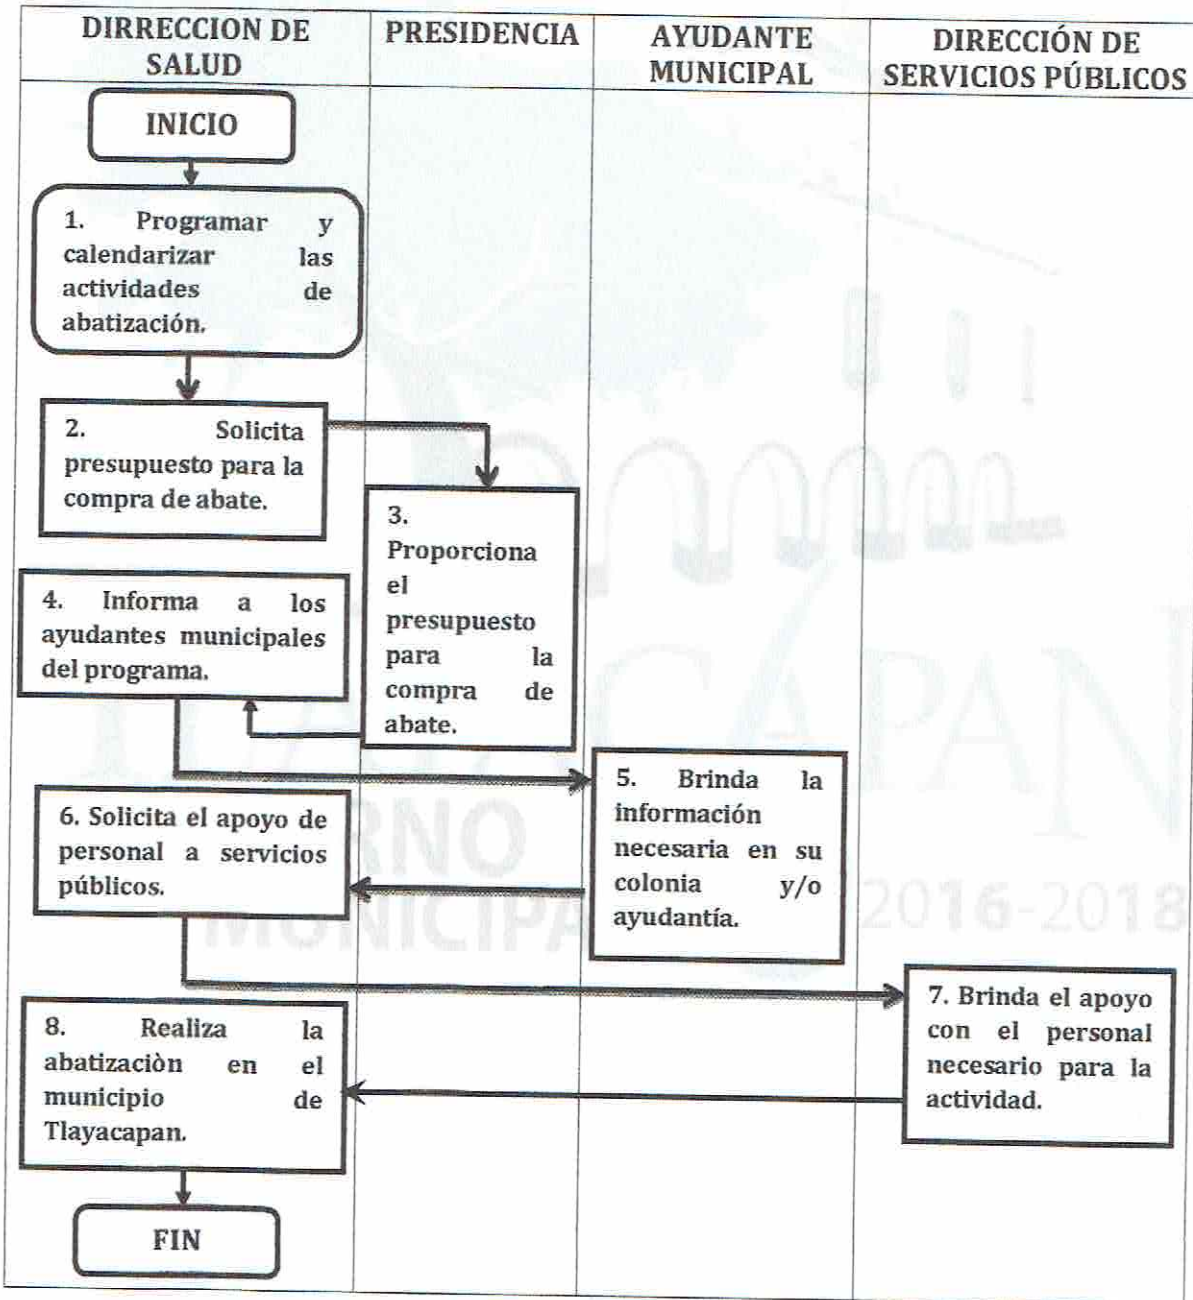 DIRRECCION DE
SALUD
PRESIDENCIA
AYUDANTE
MUNICIPAL
DIRECCIÓN DE
SERVICIOS PÚBLICOS
INICIO
1. Programar y
calendarizar las
actividades de
abatización.
2. Solicita
presupuesto para la
compra de abate.
3.
Proporciona
el
presupuesto
para la
compra de
abate.
4. Informa a los
ayudantes municipales
del programa.
5. Brinda la
información
necesaria en su
colonia y/o
ayudantía.
6. Solicita el apoyo de
personal a servicios
públicos.
7. Brinda el apoyo
con el personal
necesario para la
actividad.
8. Realiza la
abatizaciòn en el
municipio de
Tlayacapan.
FIN
2016-2018